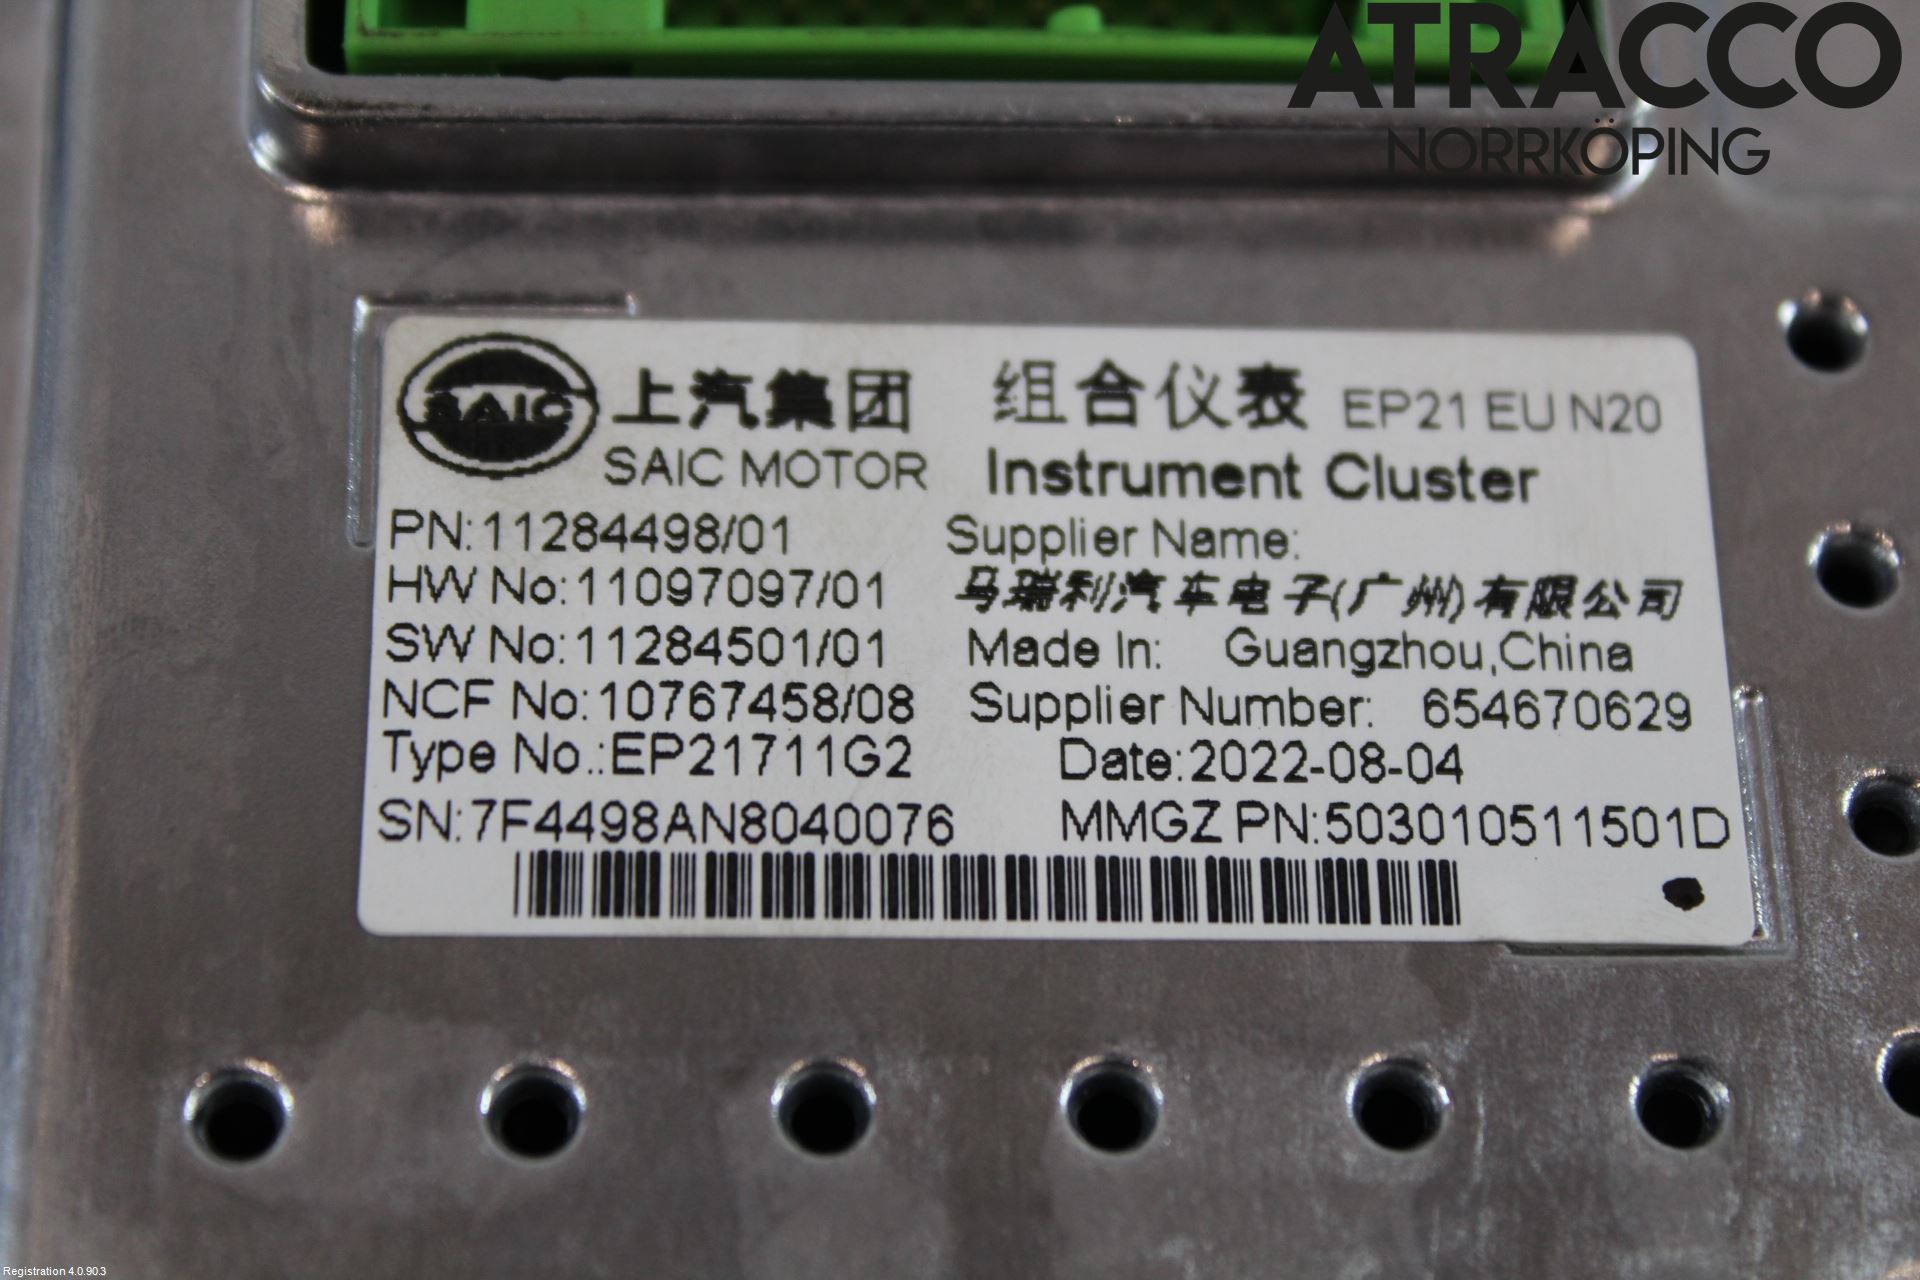 ATRACCO
NORRKÖPING
SAIC 上汽集团 组合仪表 EP21 EU N20
SAIC MOTOR Instrument Cluster
PN:11284498/01 Supplier Name:
HW No:11097097/01 马瑞利汽车电子(广州)有限公司
SW No:11284501/01 Made In: Guangzhou,China
NCF No:10767458/08 Supplier Number: 654670629
Type No.:EP21711G2 Date:2022-08-04
SN:7F4498AN8040076 MMGZ PN:503010511501D
Registration 4.0.90.3